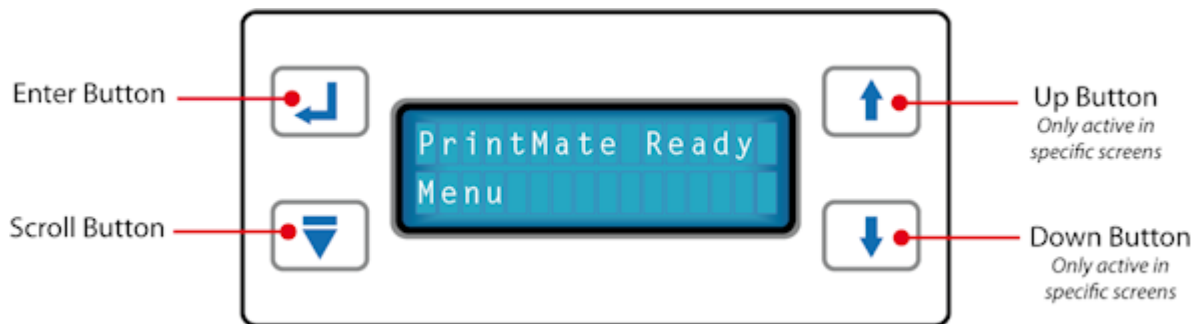 Enter Button
Scroll Button
PrintMate Ready
Menu
Up Button
Only active in
specific screens
Down Button
Only active in
specific screens